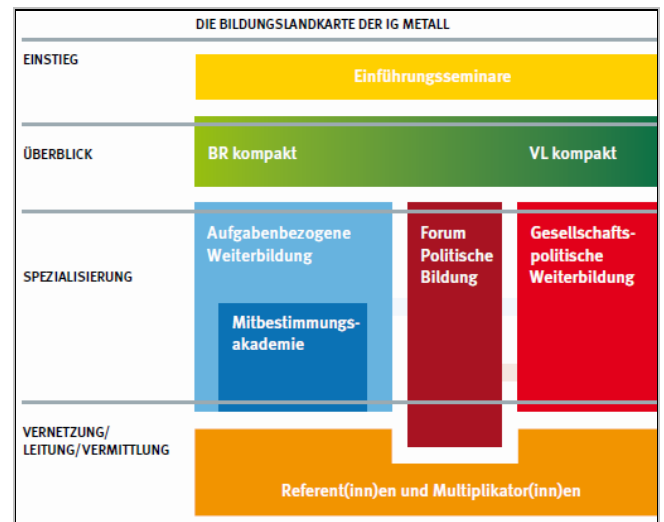 DIE BILDUNGSLANDKARTE DER IG METALL
EINSTIEG
Einführungsseminare
ÜBERBLICK
BR kompakt
VL kompakt
SPEZIALISIERUNG
Aufgabenbezogene
Weiterbildung
Mitbestimmungs-
akademie
Forum
Politische
Bildung
Gesellschafts-
politische
Weiterbildung
VERNETZUNG/
LEITUNG/VERMITTLUNG
Referent(inn)en und Multiplikator(inn)en